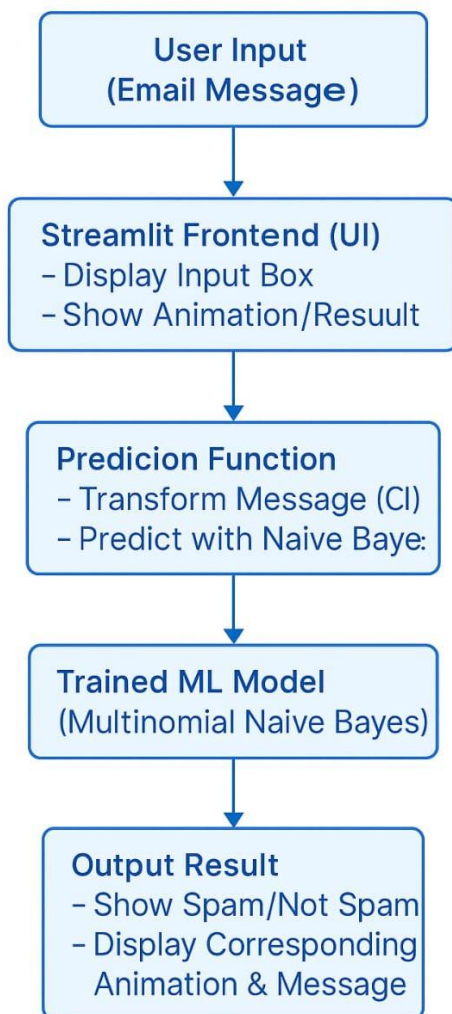 User Input
(Email Message)
Streamlit Frontend (UI)
– Display Input Box
– Show Animation/Resuult
Predicion Function
– Transform Message (CI)
– Predict with Naive Baye:
Trained ML Model
(Multinomial Naive Bayes)
Output Result
– Show Spam/Not Spam
– Display Corresponding
Animation & Message